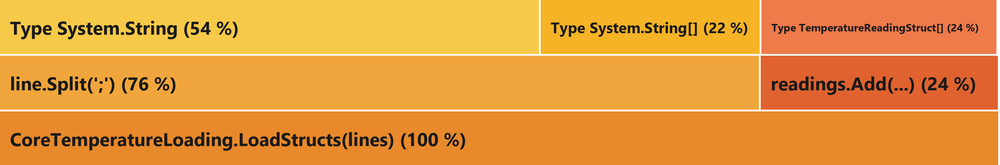 Type System.String (54 %)
Type System.String[] (22 %)
Type TemperatureReadingStruct[] (24 %)
line.Split(';') (76 %)
readings.Add(...) (24 %)
CoreTemperatureLoading.LoadStructs(lines) (100 %)